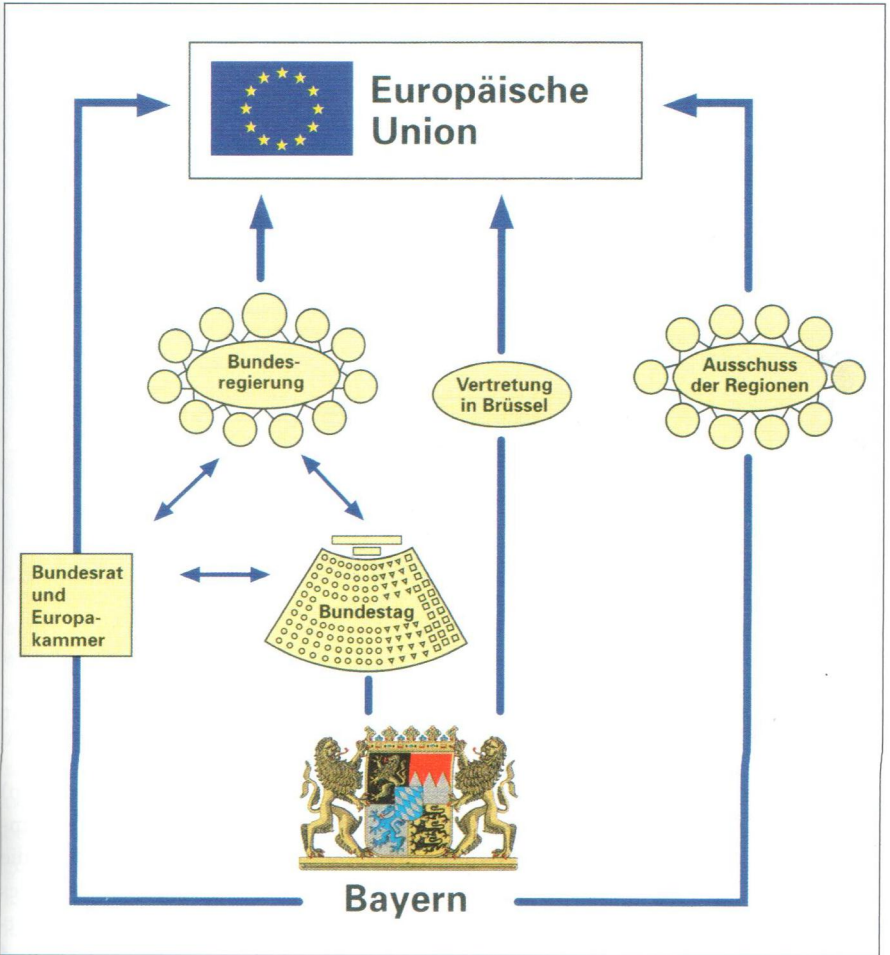 Europäische
Union
Bundes-
regierung
Vertretung
in Brüssel
Ausschuss
der Regionen
Bundesrat
und
Europa-
kammer
Bundestag
Bayern